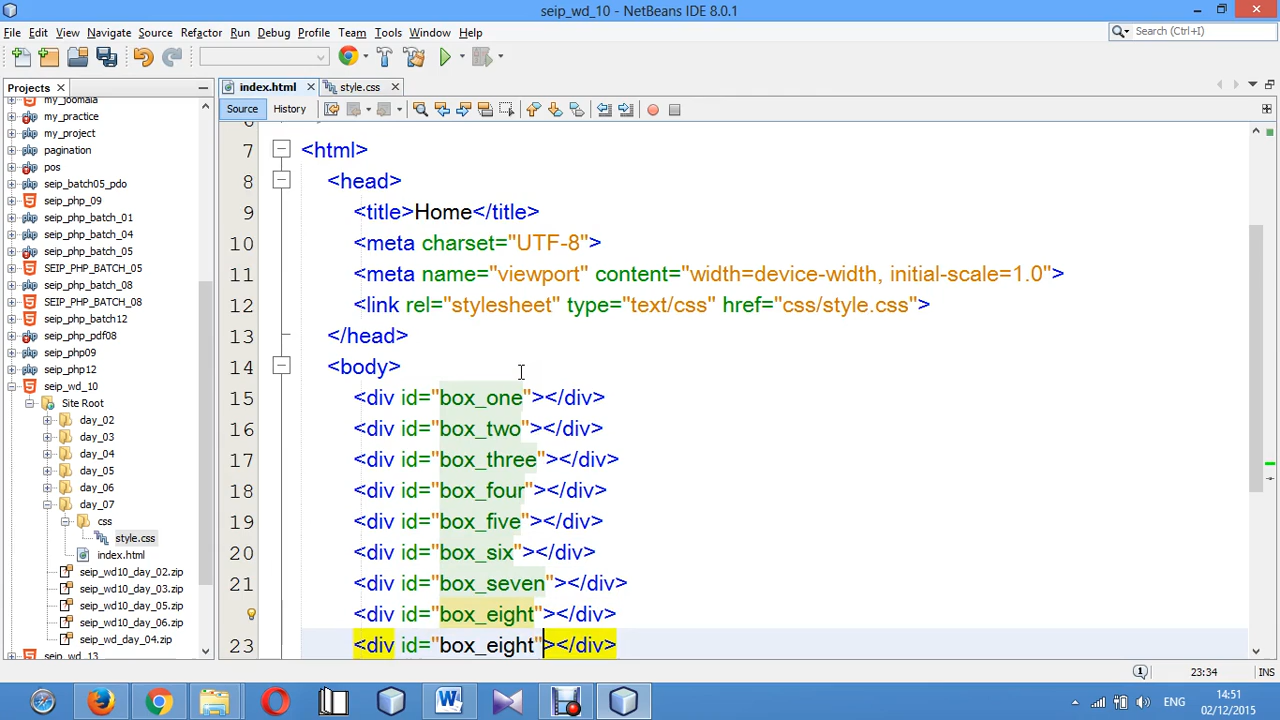 seip_wd_10 - NetBeans IDE 8.0.1
File Edit View Navigate Source Refactor Run Debug Profile Team Tools Window Help
Search (Ctrl+I)
Projects
index.html
style.css
Source
History
my_joomala
my_practice
my_project
pagination
pos
seip_batch05_pdo
seip_php_09
seip_php_batch_01
seip_php_batch_04
seip_php_batch_05
SEIP_PHP_BATCH_05
seip_php_batch_08
SEIP_PHP_BATCH_08
seip_php_batch12
seip_php_pdf08
seip_php09
seip_php12
seip_wd_10
Site Root
day_02
day_03
day_04
day_05
day_06
day_07
css
style.css
index.html
seip_wd10_day_02.zip
seip_wd10_day_03.zip
seip_wd10_day_05.zip
seip_wd10_day_06.zip
seip_wd_day_04.zip
seip_wd_13
6
7 <html>
8 <head>
9 <title>Home</title>
10 <meta charset="UTF-8">
11 <meta name="viewport" content="width=device-width, initial-scale=1.0">
12 <link rel="stylesheet" type="text/css" href="css/style.css">
13 </head>
14 <body>
15 <div id="box_one"></div>
16 <div id="box_two"></div>
17 <div id="box_three"></div>
18 <div id="box_four"></div>
19 <div id="box_five"></div>
20 <div id="box_six"></div>
21 <div id="box_seven"></div>
<div id="box_eight"></div>
23 <div id="box_eight"></div>
23:34 INS
ENG
14:51
02/12/2015